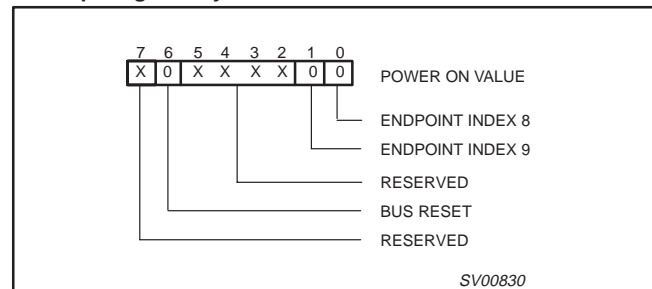 7 6 5 4 3 2 1 0
X 0 X X X X 0 0 POWER ON VALUE
ENDPOINT INDEX 8
ENDPOINT INDEX 9
RESERVED
BUS RESET
RESERVED
SV00830